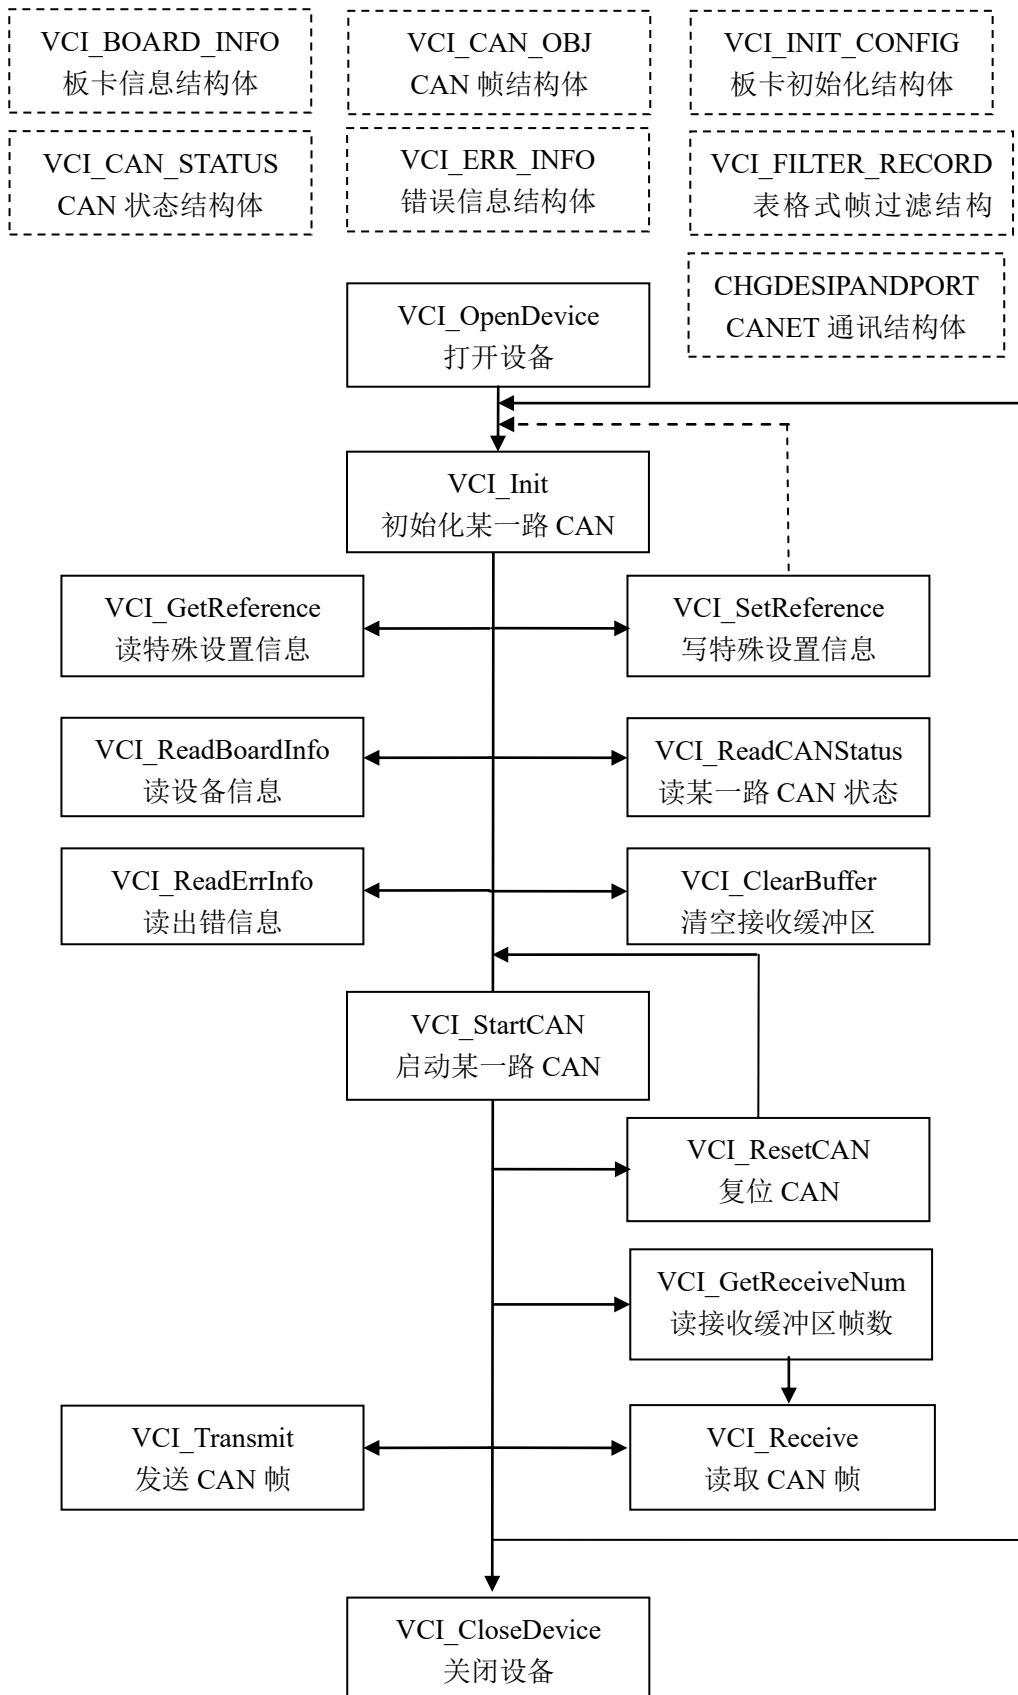 VCI_BOARD_INFO
板卡信息结构体
VCI_CAN_OBJ
CAN 帧结构体
VCI_INIT_CONFIG
板卡初始化结构体
VCI_CAN_STATUS
CAN 状态结构体
VCI_ERR_INFO
错误信息结构体
VCI_FILTER_RECORD
表格式帧过滤结构
CHGDESIPANDPORT
CANET 通讯结构体
VCI_OpenDevice
打开设备
VCI_Init
初始化某一路 CAN
VCI_GetReference
读特殊设置信息
VCI_SetReference
写特殊设置信息
VCI_ReadBoardInfo
读设备信息
VCI_ReadCANStatus
读某一路 CAN 状态
VCI_ReadErrInfo
读出错信息
VCI_ClearBuffer
清空接收缓冲区
VCI_StartCAN
启动某一路 CAN
VCI_ResetCAN
复位 CAN
VCI_GetReceiveNum
读接收缓冲区帧数
VCI_Transmit
发送 CAN 帧
VCI_Receive
读取 CAN 帧
VCI_CloseDevice
关闭设备